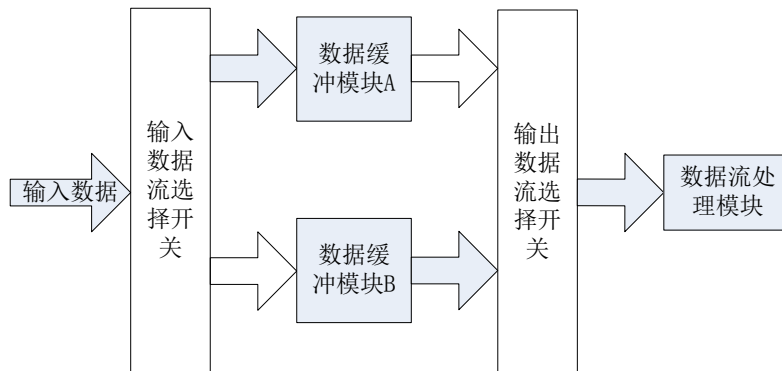 输入数据
输入
数据
流选
择开
关
数据缓
冲模块A
数据缓
冲模块B
输出
数据
流选
择开
关
数据流处
理模块